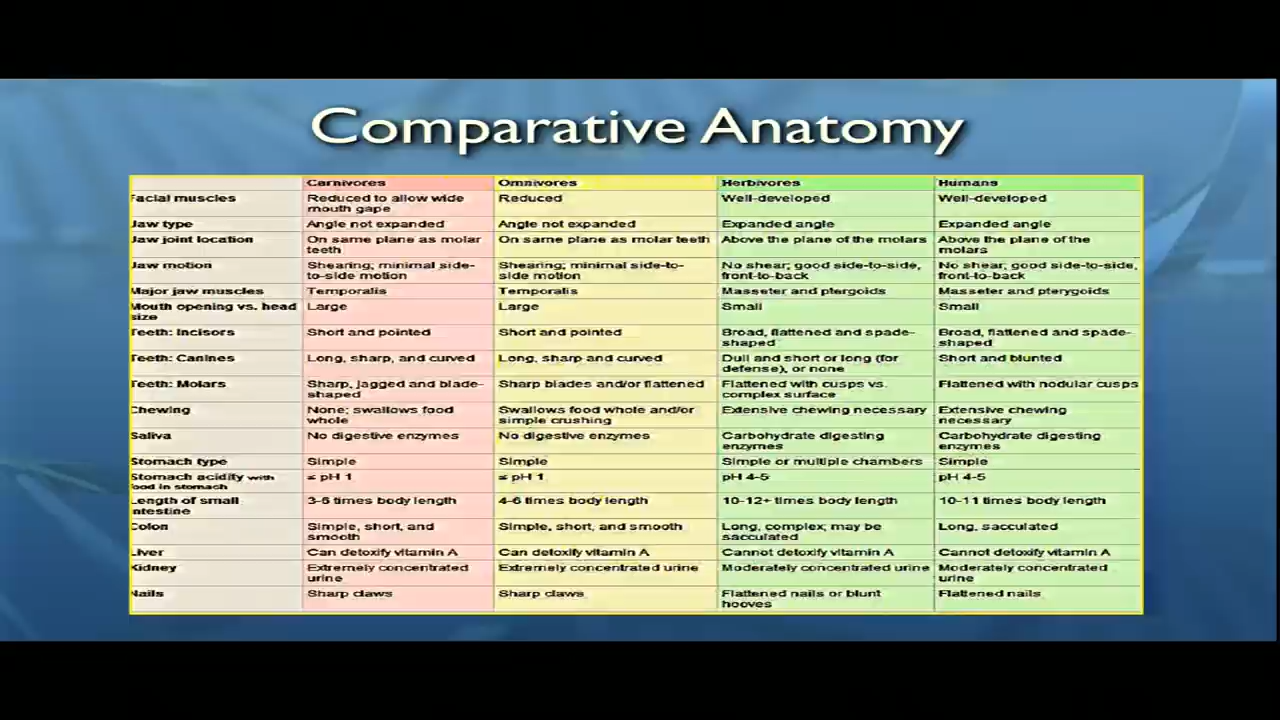 Comparative Anatomy
Carnivores Omnivores Herbivores Humans
Facial muscles Reduced to allow wide mouth gape Reduced Well-developed Well-developed
Jaw type Angle not expanded Angle not expanded Expanded angle Expanded angle
Jaw joint location On same plane as molar teeth On same plane as molar teeth Above the plane of the molars Above the plane of the molars
Jaw motion Shearing; minimal side-to-side motion Shearing; minimal side-to-side motion No shear; good side-to-side, front-to-back No shear; good side-to-side, front-to-back
Major jaw muscles Temporalis Temporalis Masseter and ptergoids Masseter and pterygoids
Mouth opening vs. head size Large Large Small Small
Teeth: Incisors Short and pointed Short and pointed Broad, flattened and spade-shaped Broad, flattened and spade-shaped
Teeth: Canines Long, sharp, and curved Long, sharp and curved Dull and short or long (for defense), or none Short and blunted
Teeth: Molars Sharp, jagged and blade-shaped Sharp blades and/or flattened Flattened with cusps vs. complex surface Flattened with nodular cusps
Chewing None; swallows food whole Swallows food whole and/or simple crushing Extensive chewing necessary Extensive chewing necessary
Saliva No digestive enzymes No digestive enzymes Carbohydrate digesting enzymes Carbohydrate digesting enzymes
Stomach type Simple Simple Simple or multiple chambers Simple
Stomach acidity with food in stomach ≤ pH 1 ≤ pH 1 pH 4-5 pH 4-5
Length of small intestine 3-6 times body length 4-6 times body length 10-12+ times body length 10-11 times body length
Colon Simple, short, and smooth Simple, short, and smooth Long, complex; may be sacculated Long, sacculated
Liver Can detoxify vitamin A Can detoxify vitamin A Cannot detoxify vitamin A Cannot detoxify vitamin A
Kidney Extremely concentrated urine Extremely concentrated urine Moderately concentrated urine Moderately concentrated urine
Nails Sharp claws Sharp claws Flattened nails or blunt hooves Flattened nails